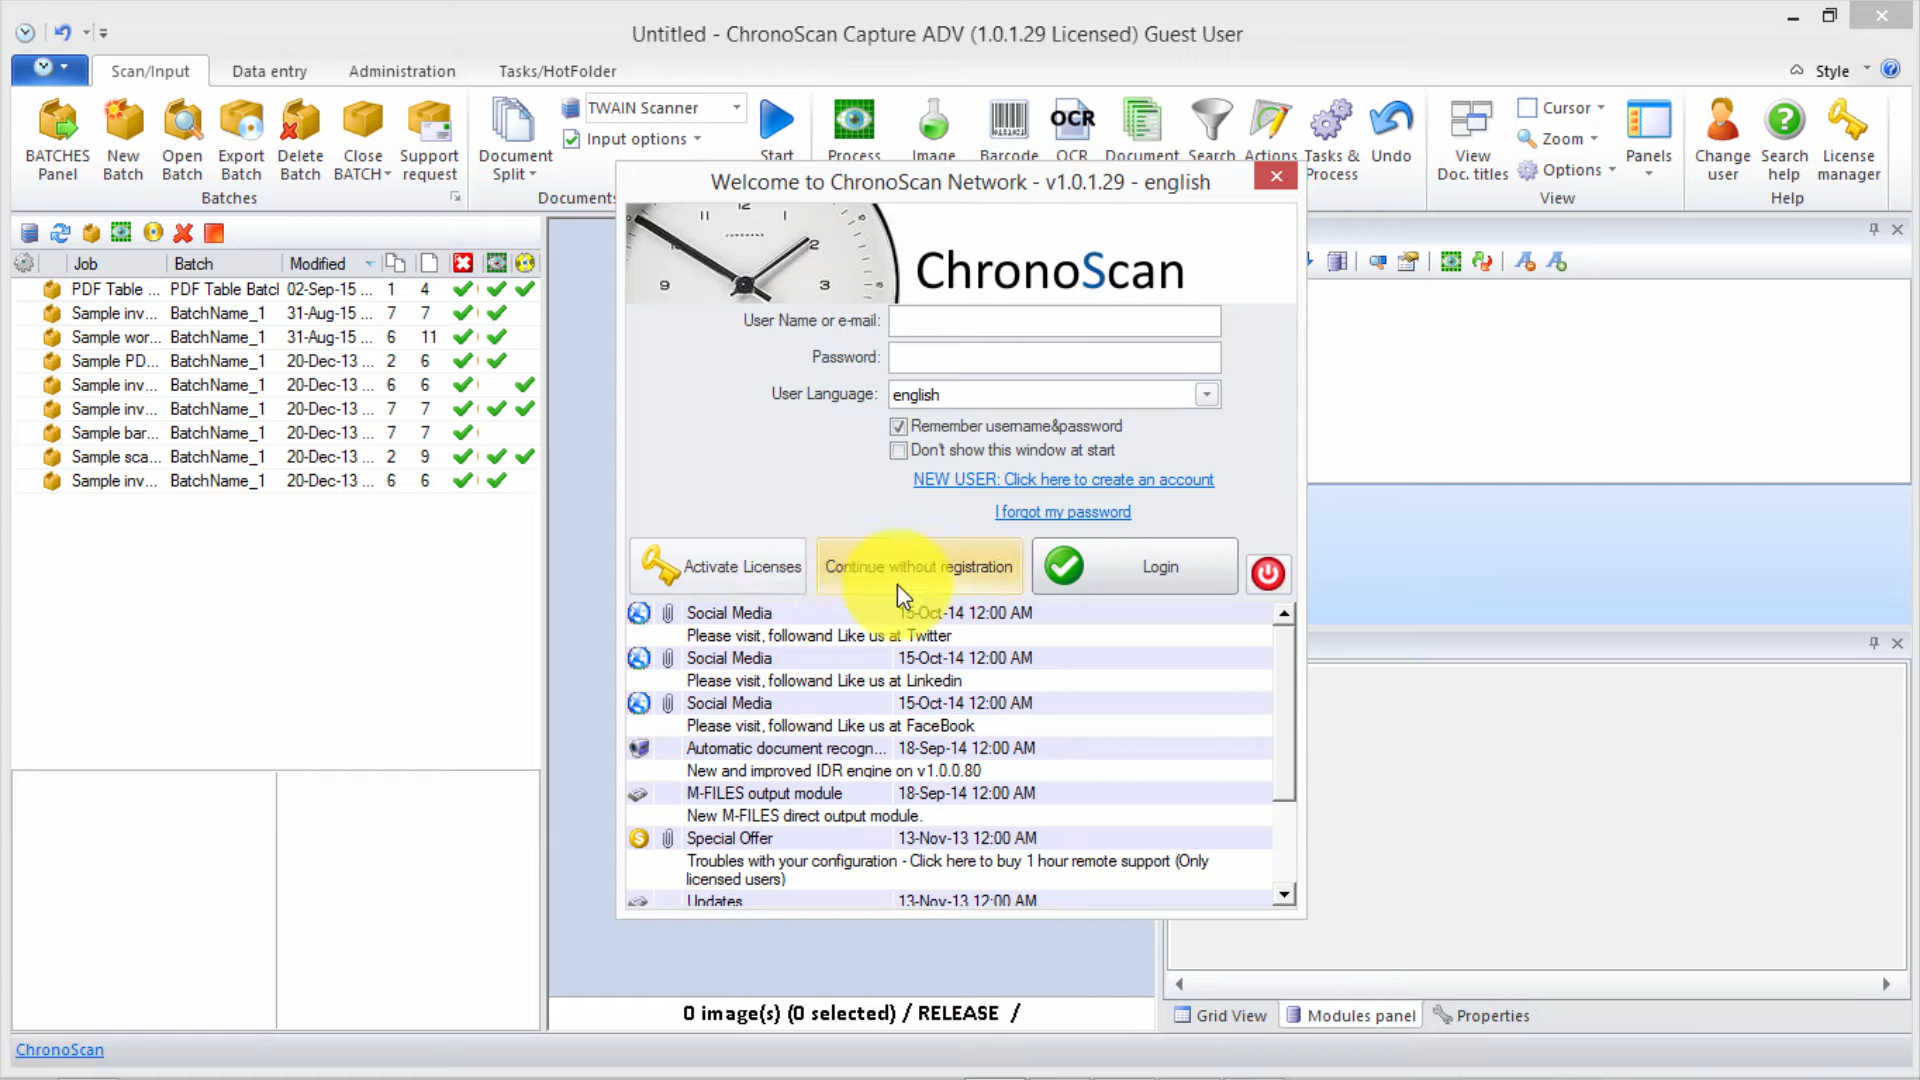 Untitled - ChronoScan Capture ADV (1.0.1.29 Licensed) Guest User
Scan/Input
Data entry
Administration
Tasks/HotFolder
Style
BATCHES Panel
New Batch
Open Batch
Export Batch
Delete Batch
Close BATCH
Support request
Batches
Document Split
TWAIN Scanner
Input options
Start
Documents
Process
Image
Barcode
OCR
OCR
Document
Search
Actions
Tasks & Process
Undo
View Doc. titles
Cursor
Zoom
Options
Panels
View
Change user
Search help
License manager
Help
Job Batch Modified
PDF Table ... PDF Table Batcl 02-Sep-15 ... 1 4
Sample inv... BatchName_1 31-Aug-15 ... 7 7
Sample wor... BatchName_1 31-Aug-15 ... 6 11
Sample PD... BatchName_1 20-Dec-13 ... 2 6
Sample inv... BatchName_1 20-Dec-13 ... 6 6
Sample inv... BatchName_1 20-Dec-13 ... 7 7
Sample bar... BatchName_1 20-Dec-13 ... 7 7
Sample sca... BatchName_1 20-Dec-13 ... 2 9
Sample inv... BatchName_1 20-Dec-13 ... 6 6
Welcome to ChronoScan Network - v1.0.1.29 - english
11 12 1 2 3 9
ChronoScan
User Name or e-mail:
Password:
User Language: english
Remember username&password
Don't show this window at start
NEW USER: Click here to create an account
I forgot my password
Activate Licenses
Continue without registration
Login
Social Media 15-Oct-14 12:00 AM
Please visit, followand Like us at Twitter
Social Media 15-Oct-14 12:00 AM
Please visit, followand Like us at Linkedin
Social Media 15-Oct-14 12:00 AM
Please visit, followand Like us at FaceBook
Automatic document recogn... 18-Sep-14 12:00 AM
New and improved IDR engine on v1.0.0.80
M-FILES output module 18-Sep-14 12:00 AM
New M-FILES direct output module.
Special Offer 13-Nov-13 12:00 AM
Troubles with your configuration - Click here to buy 1 hour remote support (Only
licensed users)
Updates 13-Nov-13 12:00 AM
0 image(s) (0 selected) / RELEASE /
Grid View
Modules panel
Properties
ChronoScan